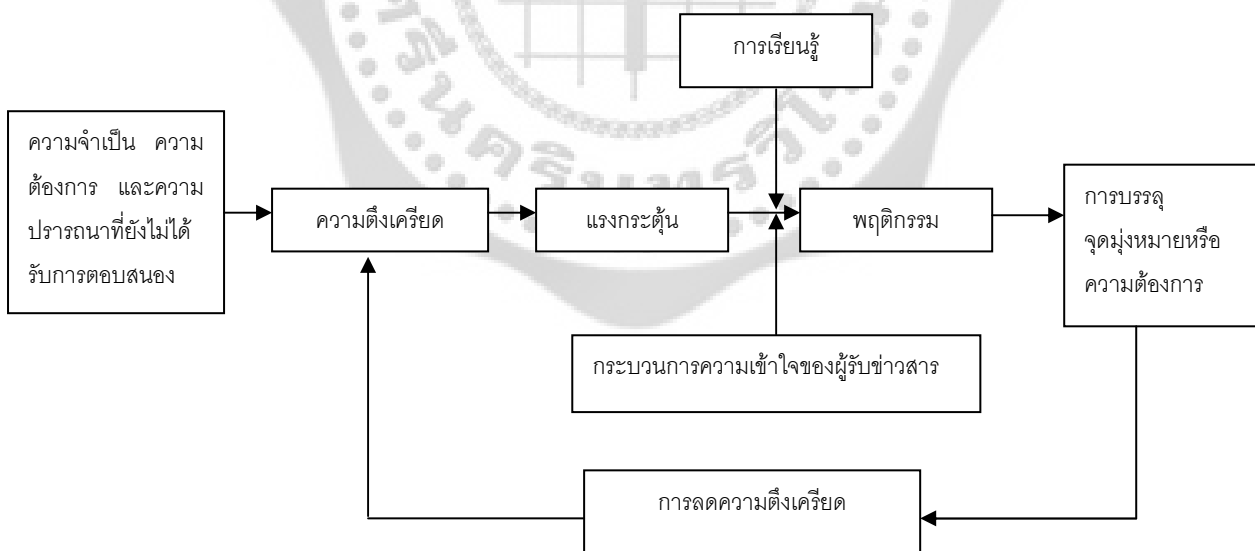 การเรียนรู้
ความจำเป็น ความ
ต้องการ และความ
ปรารถนาที่ยังไม่ได้
รับการตอบสนอง
ความตึงเครียด
แรงกระตุ้น
พฤติกรรม
การบรรลุ
จุดมุ่งหมายหรือ
ความต้องการ
กระบวนการความเข้าใจของผู้รับข่าวสาร
การลดความตึงเครียด